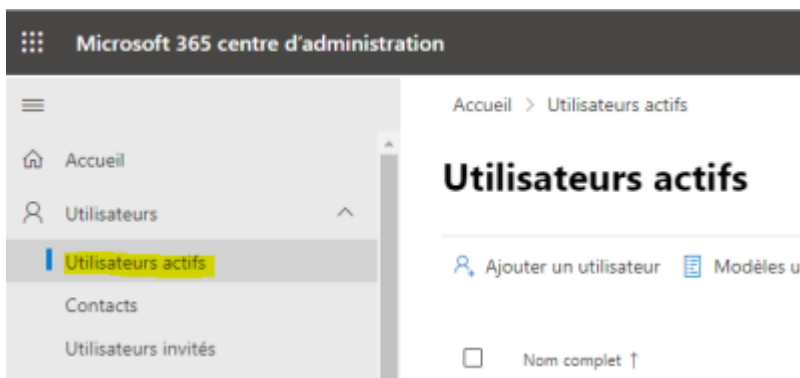 Microsoft 365 centre d'administration
Accueil > Utilisateurs actifs
Accueil
Utilisateurs actifs
Utilisateurs
Utilisateurs actifs
Ajouter un utilisateur Modèles u
Contacts
Utilisateurs invités
Nom complet ↑